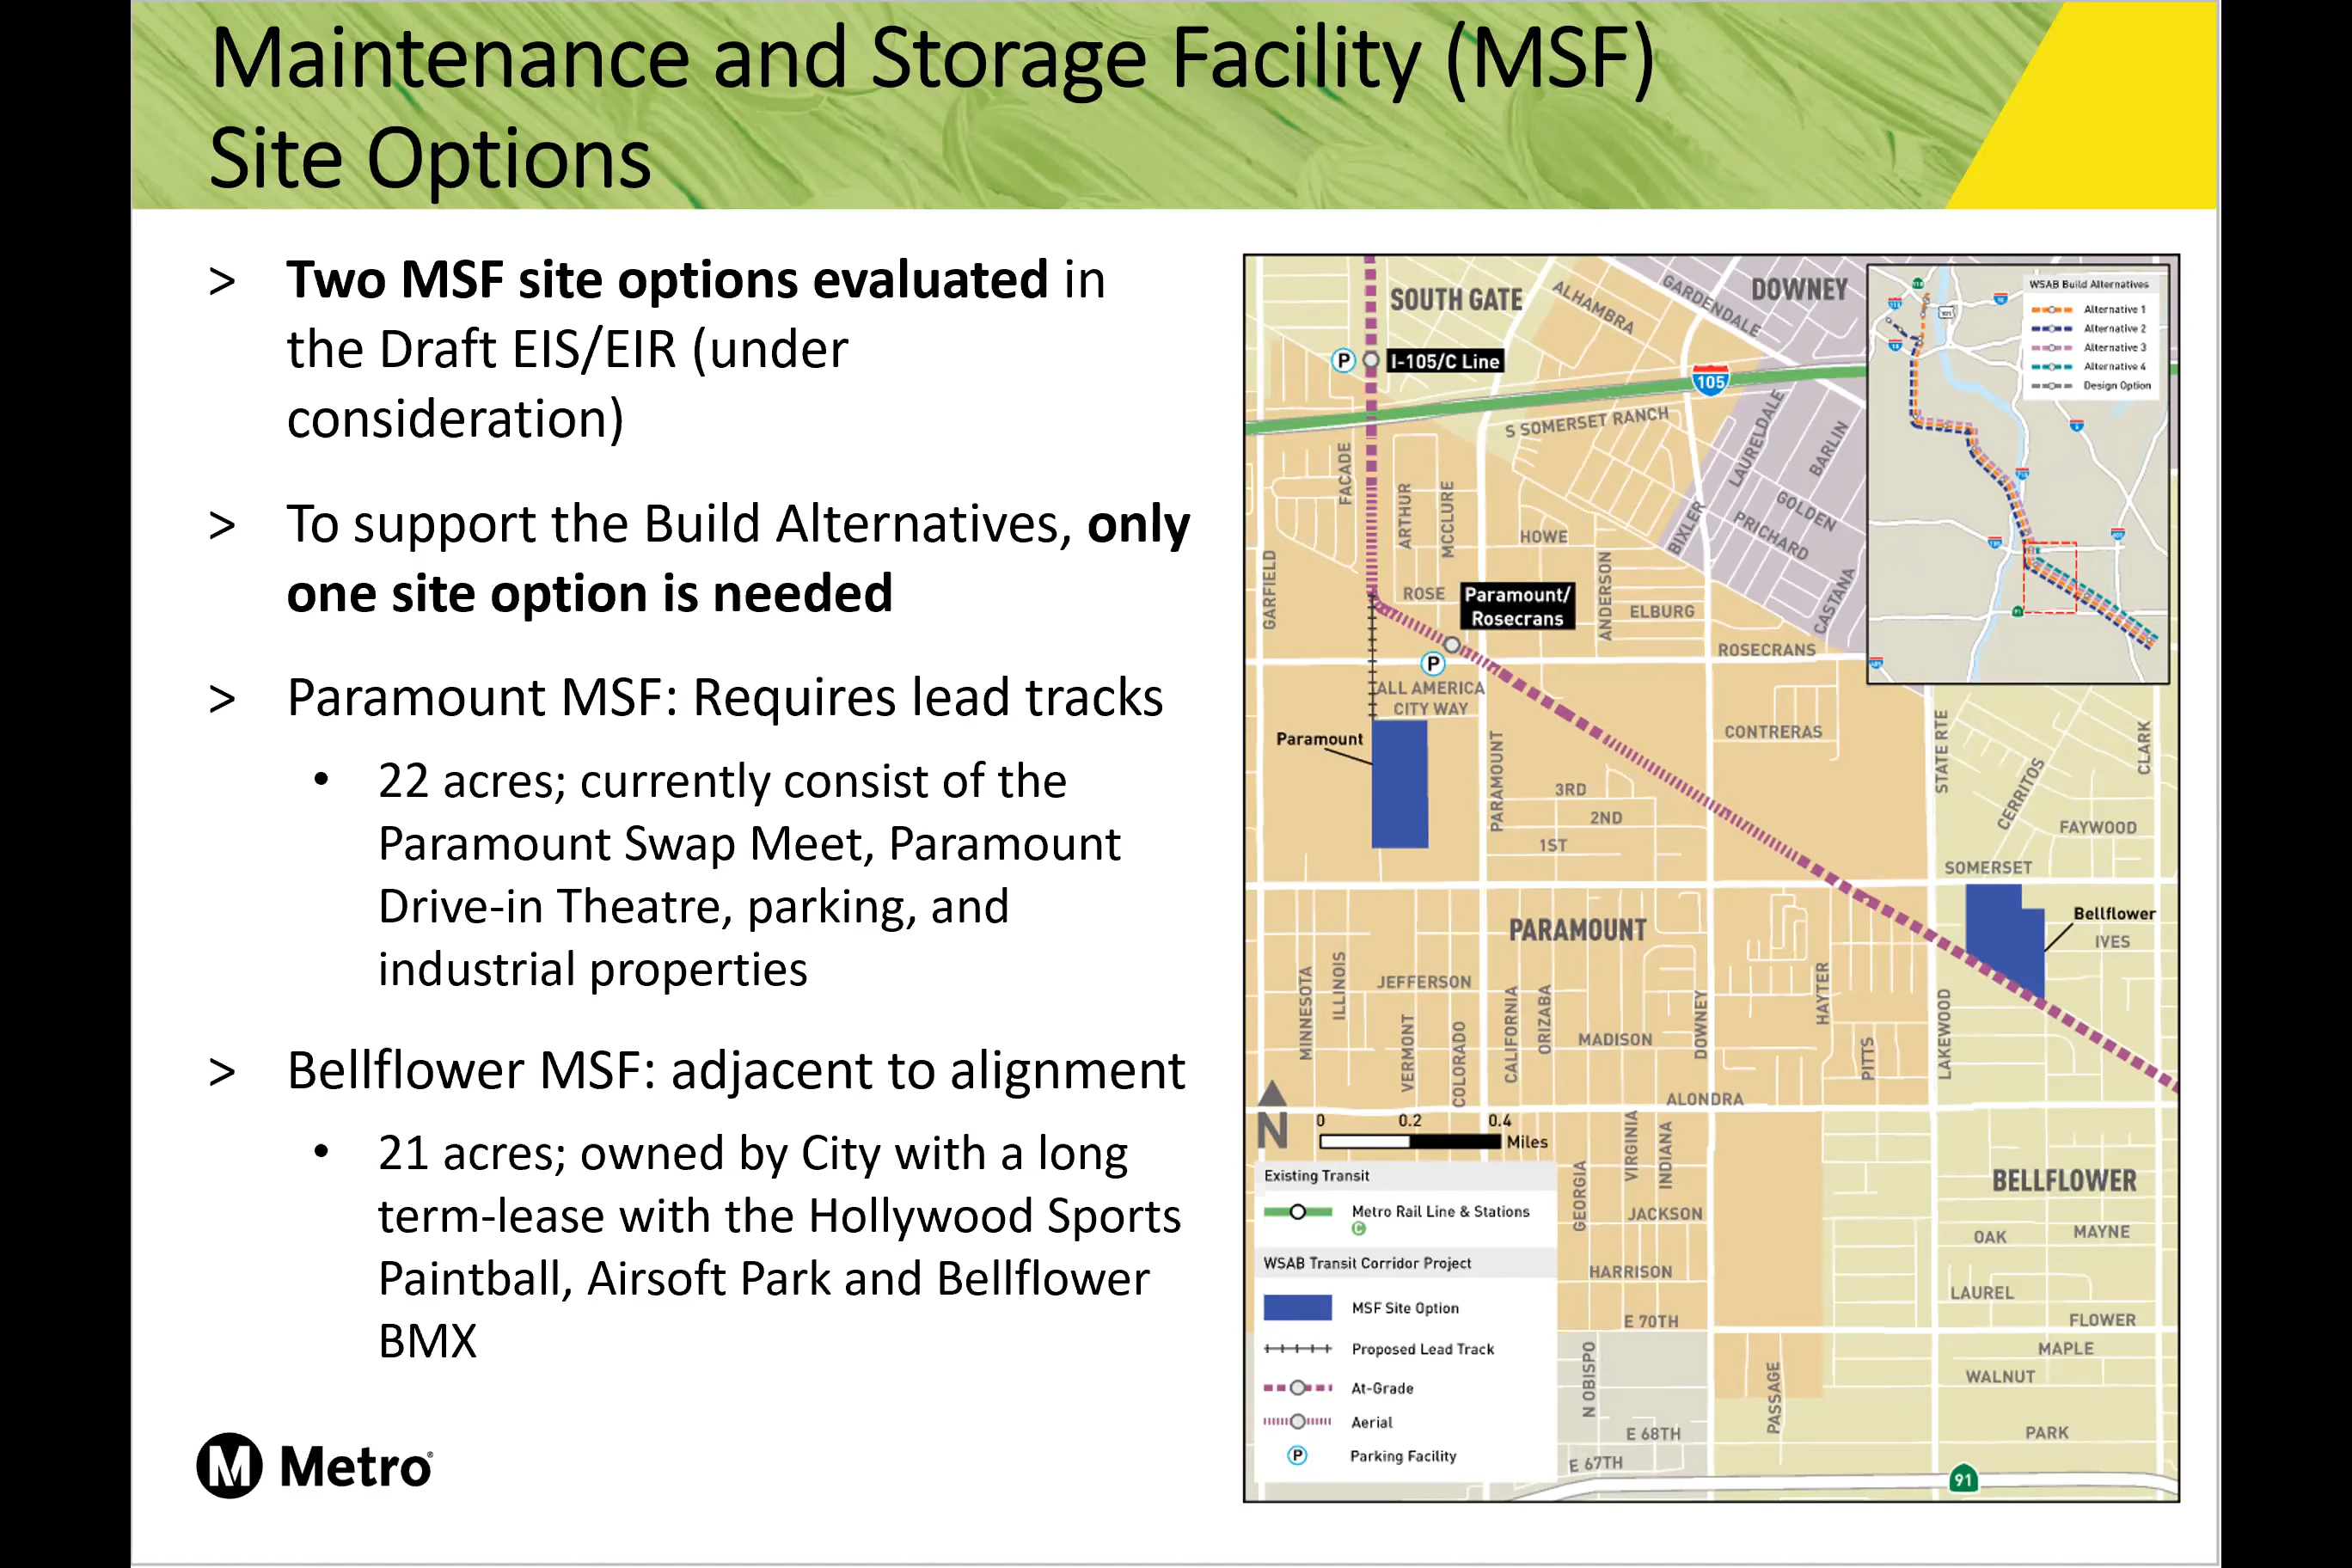 Maintenance and Storage Facility (MSF)
Site Options
> Two MSF site options evaluated in
the Draft EIS/EIR (under
consideration)
> To support the Build Alternatives, only
one site option is needed
> Paramount MSF: Requires lead tracks
• 22 acres; currently consist of the
Paramount Swap Meet, Paramount
Drive-in Theatre, parking, and
industrial properties
> Bellflower MSF: adjacent to alignment
• 21 acres; owned by City with a long
term-lease with the Hollywood Sports
Paintball, Airsoft Park and Bellflower
BMX
M Metro
SOUTH GATE
ALHAMBRA
GARDENDALE
DOWNEY
P
I-105/C Line
105
S SOMERSET RANCH
FACADE
ARTHUR
MCCLURE
GARFIELD
HOWE
ANDERSON
ROSE
Paramount/
Rosecrans
ELBURG
LAURELDALE
BARLIN
GOLDEN
PRICHARD
BIXLER
CASTANA
ROSECRANS
P
ALL AMERICA
CITY WAY
Paramount
PARAMOUNT
CONTRERAS
3RD
2ND
1ST
STATE RTE
CERRITOS
CLARK
FAYWOOD
SOMERSET
Bellflower
IVES
PARAMOUNT
MINNESOTA
ILLINOIS
JEFFERSON
VERMONT
COLORADO
CALIFORNIA
ORIZABA
MADISON
DOWNEY
HAYTER
PITTS
LAKEWOOD
ALONDRA
VIRGINIA
INDIANA
GEORGIA
JACKSON
HARRISON
E 70TH
N OBISPO
PASSAGE
E 68TH
E 67TH
BELLFLOWER
OAK
MAYNE
LAUREL
FLOWER
MAPLE
WALNUT
PARK
91
N
0 0.2 0.4
Miles
Existing Transit
Metro Rail Line & Stations
C
WSAB Transit Corridor Project
MSF Site Option
Proposed Lead Track
At-Grade
Aerial
P Parking Facility
WSAB Build Alternatives
Alternative 1
Alternative 2
Alternative 3
Alternative 4
Design Option